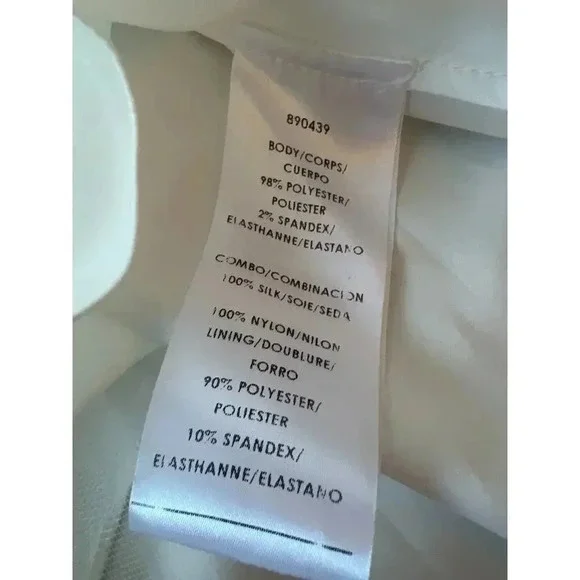 890439
BODY/CORPS/
CUERPO
98% POLYESTER/
POLIESTER
2% SPANDEX/
ElASTHANNE/ELASTANO
COMBO/COMBINACION
100% SILK/SOIE/SEDA
100% NYLON/NILON
LINING/DOUBLURE/
FORRO
90% POLYESTER/
POLIESTER
10% SPANDEX/
ElASTHANNE/ELASTANO